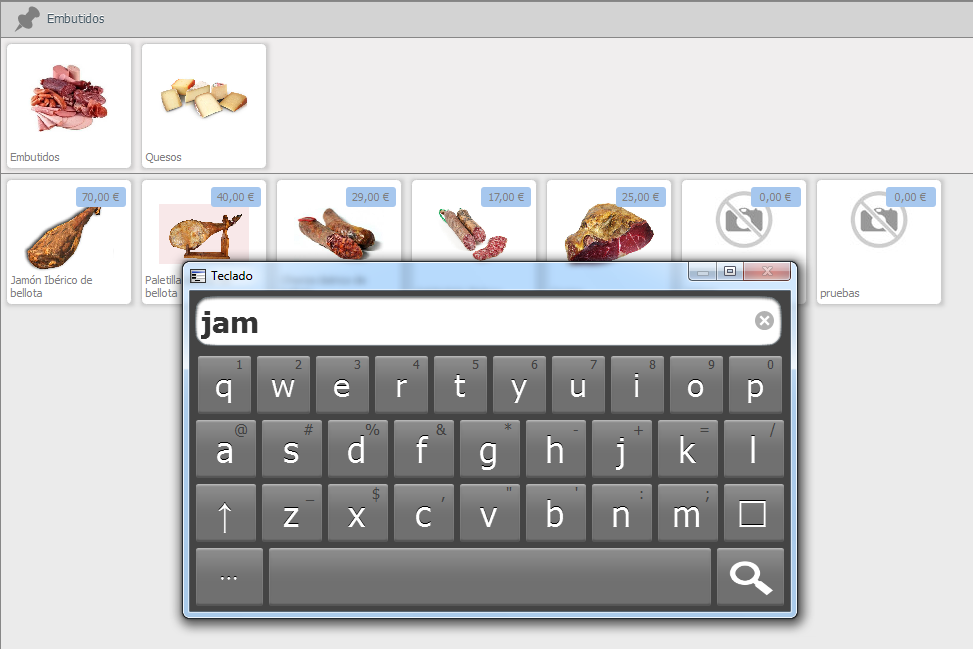 Embutidos
Embutidos
Quesos
70,00 €
40,00 €
29,00 €
17,00 €
25,00 €
0,00 €
0,00 €
Jamón Ibérico de
bellota
Paletilla
bellota
pruebas
Teclado
jam
1 2 3 4 5 6 7 8 9 0
q w e r t y u i o p
@ # % & * - + = /
a s d f g h j k l
_ $ , " ' : ;
↑ z x c v b n m
...